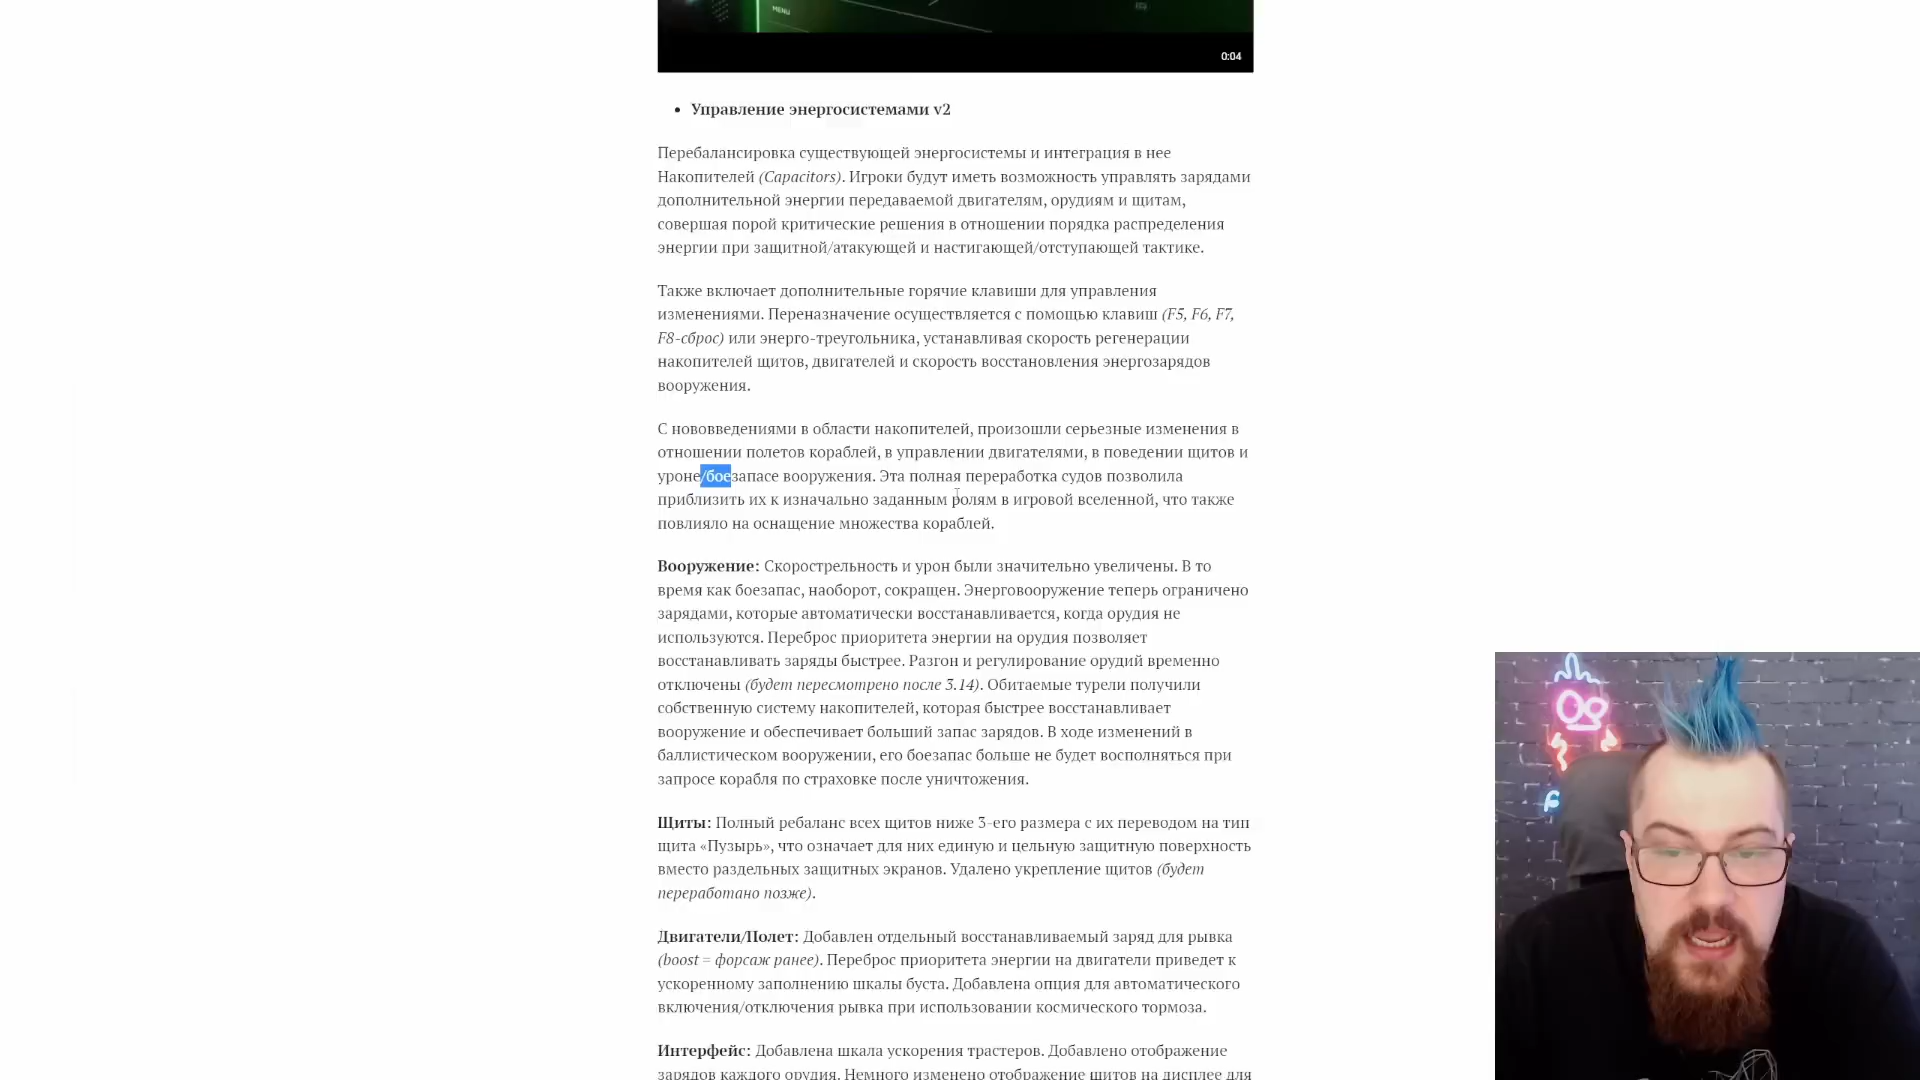 MENU
0:04
• Управление энергосистемами v2
Перебалансировка существующей энергосистемы и интеграция в нее
Накопителей (Capacitors). Игроки будут иметь возможность управлять зарядами
дополнительной энергии передаваемой двигателям, орудиям и щитам,
совершая порой критические решения в отношении порядка распределения
энергии при защитной/атакующей и настигающей/отступающей тактике.
Также включает дополнительные горячие клавиши для управления
изменениями. Переназначение осуществляется с помощью клавиш (F5, F6, F7,
F8-сброс) или энерго-треугольника, устанавливая скорость регенерации
накопителей щитов, двигателей и скорость восстановления энергозарядов
вооружения.
С нововведениями в области накопителей, произошли серьезные изменения в
отношении полетов кораблей, в управлении двигателями, в поведении щитов и
уроне/боезапасе вооружения. Эта полная переработка судов позволила
приблизить их к изначально заданным ролям в игровой вселенной, что также
повлияло на оснащение множества кораблей.
Вооружение: Скорострельность и урон были значительно увеличены. В то
время как боезапас, наоборот, сокращен. Энерговооружение теперь ограничено
зарядами, которые автоматически восстанавливается, когда орудия не
используются. Переброс приоритета энергии на орудия позволяет
восстанавливать заряды быстрее. Разгон и регулирование орудий временно
отключены (будет пересмотрено после 3.14). Обитаемые турели получили
собственную систему накопителей, которая быстрее восстанавливает
вооружение и обеспечивает больший запас зарядов. В ходе изменений в
баллистическом вооружении, его боезапас больше не будет восполняться при
запросе корабля по страховке после уничтожения.
Щиты: Полный ребаланс всех щитов ниже 3-его размера с их переводом на тип
щита «Пузырь», что означает для них единую и цельную защитную поверхность
вместо раздельных защитных экранов. Удалено укрепление щитов (будет
переработано позже).
Двигатели/Полет: Добавлен отдельный восстанавливаемый заряд для рывка
(boost = форсаж ранее). Переброс приоритета энергии на двигатели приведет к
ускоренному заполнению шкалы буста. Добавлена опция для автоматического
включения/отключения рывка при использовании космического тормоза.
Интерфейс: Добавлена шкала ускорения трастеров. Добавлено отображение
зарядов каждого орудия. Немного изменено отображение щитов на дисплее для